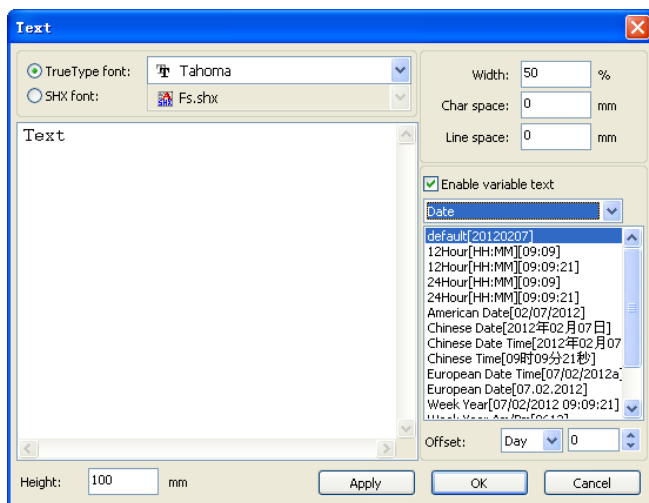 Text
TrueType font: Tahoma
SHX font: Fs.shx
Text
Width: 50 %
Char space: 0 mm
Line space: 0 mm
Enable variable text
Date
default[20120207]
12Hour[HH:MM][09:09]
12Hour[HH:MM][09:09:21]
24Hour[HH:MM][09:09]
24Hour[HH:MM][09:09:21]
American Date[02/07/2012]
Chinese Date[2012年02月07日]
Chinese Date Time[2012年02月07
Chinese Time[09时09分21秒]
European Date Time[07/02/2012a]
European Date[07.02.2012]
Week Year[07/02/2012 09:09:21]
Offset: Day 0
Height: 100 mm
Apply
OK
Cancel